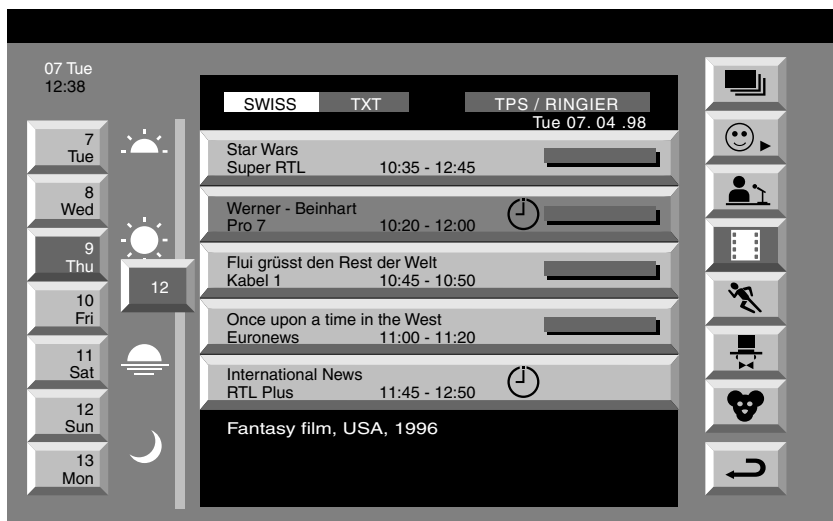 07 Tue
12:38
7
Tue
8
Wed
9
Thu
10
Fri
11
Sat
12
Sun
13
Mon
12
SWISS TXT TPS / RINGIER
Tue 07. 04 .98
Star Wars
Super RTL 10:35 - 12:45
Werner - Beinhart
Pro 7 10:20 - 12:00
Flui grüsst den Rest der Welt
Kabel 1 10:45 - 10:50
Once upon a time in the West
Euronews 11:00 - 11:20
International News
RTL Plus 11:45 - 12:50
Fantasy film, USA, 1996